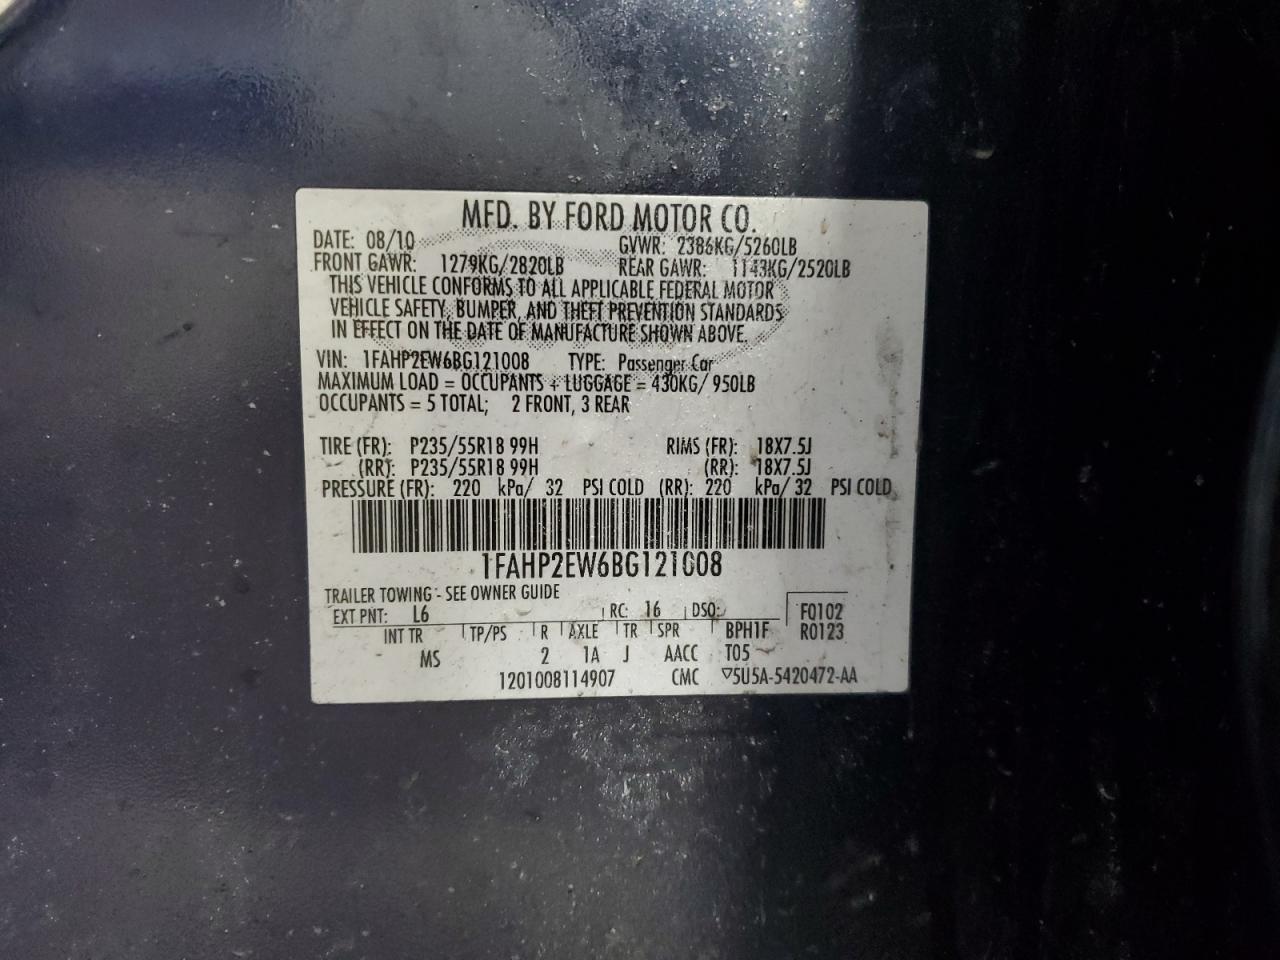 MFD. BY FORD MOTOR CO.
DATE: 08/10 GVWR: 2386KG/5260LB
FRONT GAWR: 1279KG/2820LB REAR GAWR: 1143KG/2520LB
THIS VEHICLE CONFORMS TO ALL APPLICABLE FEDERAL MOTOR
VEHICLE SAFETY, BUMPER, AND THEFT PREVENTION STANDARDS
IN EFFECT ON THE DATE OF MANUFACTURE SHOWN ABOVE.
VIN: 1FAHP2EW6BG121008 TYPE: Passenger Car
MAXIMUM LOAD = OCCUPANTS + LUGGAGE = 430KG/ 950LB
OCCUPANTS = 5 TOTAL; 2 FRONT, 3 REAR
TIRE (FR): P235/55R18 99H RIMS (FR): 18X7.5J
(RR): P235/55R18 99H (RR): 18X7.5J
PRESSURE (FR): 220 kPa/ 32 PSI COLD (RR): 220 kPa/ 32 PSI COLD
1FAHP2EW6BG121008
TRAILER TOWING - SEE OWNER GUIDE
EXT PNT: L6 RC: 16 DSO: F0102
INT TR TP/PS R AXLE TR SPR BPH1F R0123
MS 2 1A J AACC T05
1201008114907 CMC ▽5U5A-5420472-AA